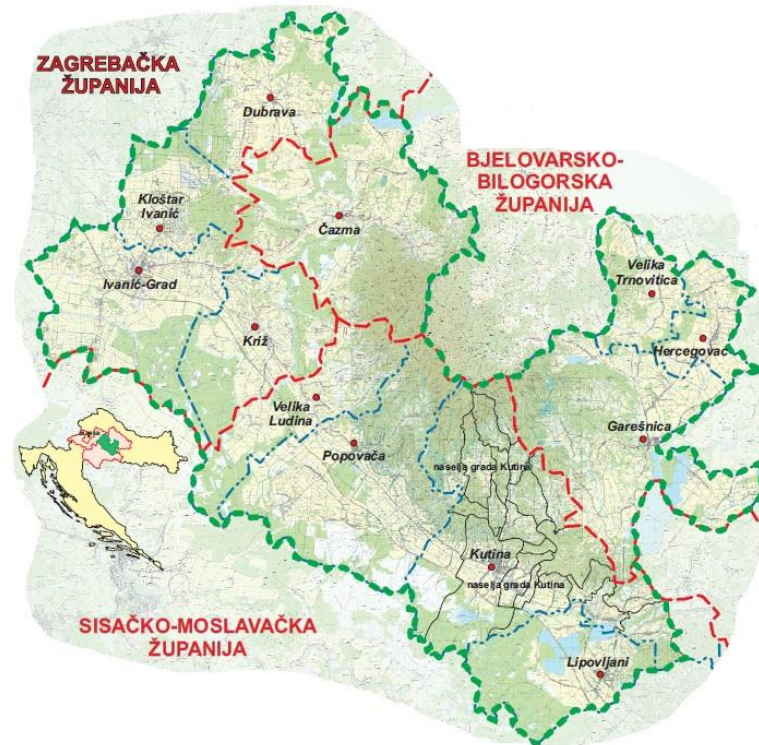 ZAGREBAČKA
ŽUPANIJA
Dubrava
BJELOVARSKO-
BILOGORSKA
ŽUPANIJA
Kloštar
Ivanić
Čazma
Ivanić-Grad
Velika
Trnovitica
Križ
Hercegovac
Velika
Ludina
Garešnica
Popovača
naselja grada Kutina
Kutina
naselja grada Kutina
SISAČKO-MOSLAVAČKA
ŽUPANIJA
Lipovljani